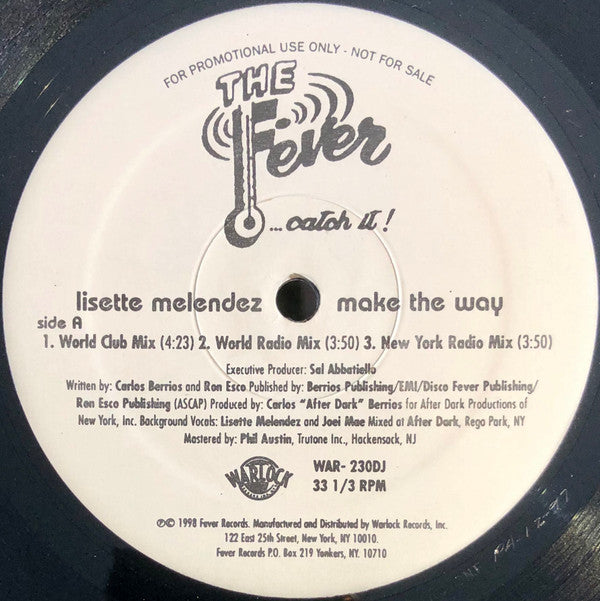 FOR PROMOTIONAL USE ONLY - NOT FOR SALE
THE
Fever
...catch it!
lisette melendez make the way
side A
1. World Club Mix (4:23) 2. World Radio Mix (3:50) 3. New York Radio Mix (3:50)
Executive Producer: Sal Abbatiello
Written by: Carlos Berrios and Ron Esco Published by: Berrios Publishing/EMI/Disco Fever Publishing/
Ron Esco Publishing (ASCAP) Produced by: Carlos "After Dark" Berrios for After Dark Productions of
New York, Inc. Background Vocals: Lisette Melendez and Joei Mae Mixed at After Dark, Rego Park, NY
Mastered by: Phil Austin, Trutone Inc., Hackensack, NJ
WARLOCK
WAR- 230DJ
33 1/3 RPM
℗© 1998 Fever Records. Manufactured and Distributed by Warlock Records, Inc.
122 East 25th Street, New York, NY 10010.
Fever Records P.O. Box 219 Yonkers, NY. 10710